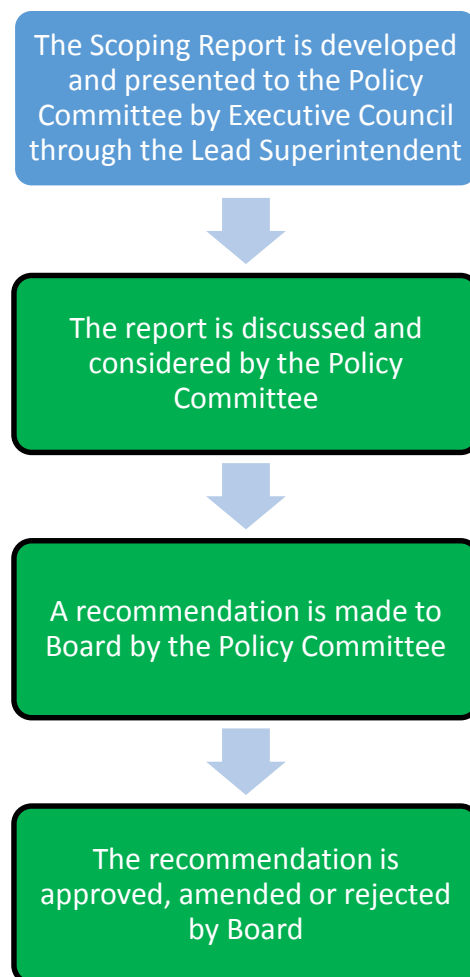 The Scoping Report is developed
and presented to the Policy
Committee by Executive Council
through the Lead Superintendent
The report is discussed and
considered by the Policy
Committee
A recommendation is made to
Board by the Policy Committee
The recommendation is
approved, amended or rejected
by Board